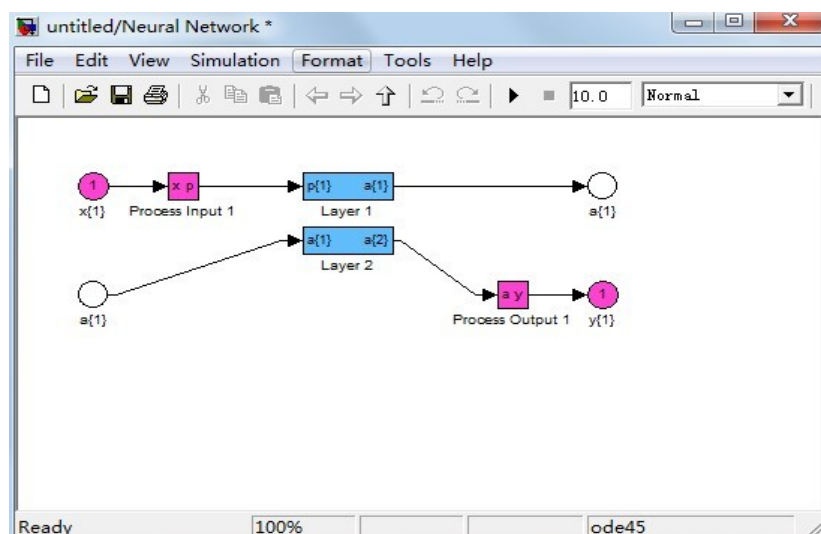 untitled/Neural Network *
File Edit View Simulation Format Tools Help
10.0 Normal
1 x p p{1} a{1}
x{1} Process Input 1 Layer 1 a{1}
a{1} a{2}
Layer 2
a y 1
a{1} Process Output 1 y{1}
Ready 100% ode45